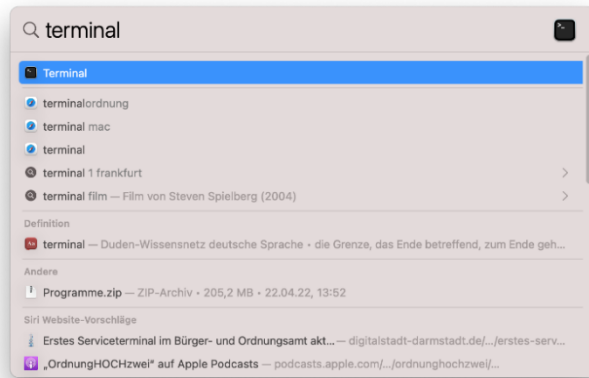 terminal
Terminal
terminalordnung
terminal mac
terminal
terminal 1 frankfurt
terminal film — Film von Steven Spielberg (2004)
Definition
terminal — Duden-Wissensnetz deutsche Sprache • die Grenze, das Ende betreffend, zum Ende geh...
Andere
Programme.zip — ZIP-Archiv • 205,2 MB • 22.04.22, 13:52
Siri Website-Vorschläge
Erstes Serviceterminal im Bürger- und Ordnungsamt akt... — digitalstadt-darmstadt.de/.../erstes-serv...
„OrdnungHOCHzwei“ auf Apple Podcasts — podcasts.apple.com/.../ordnunghochzwei/...